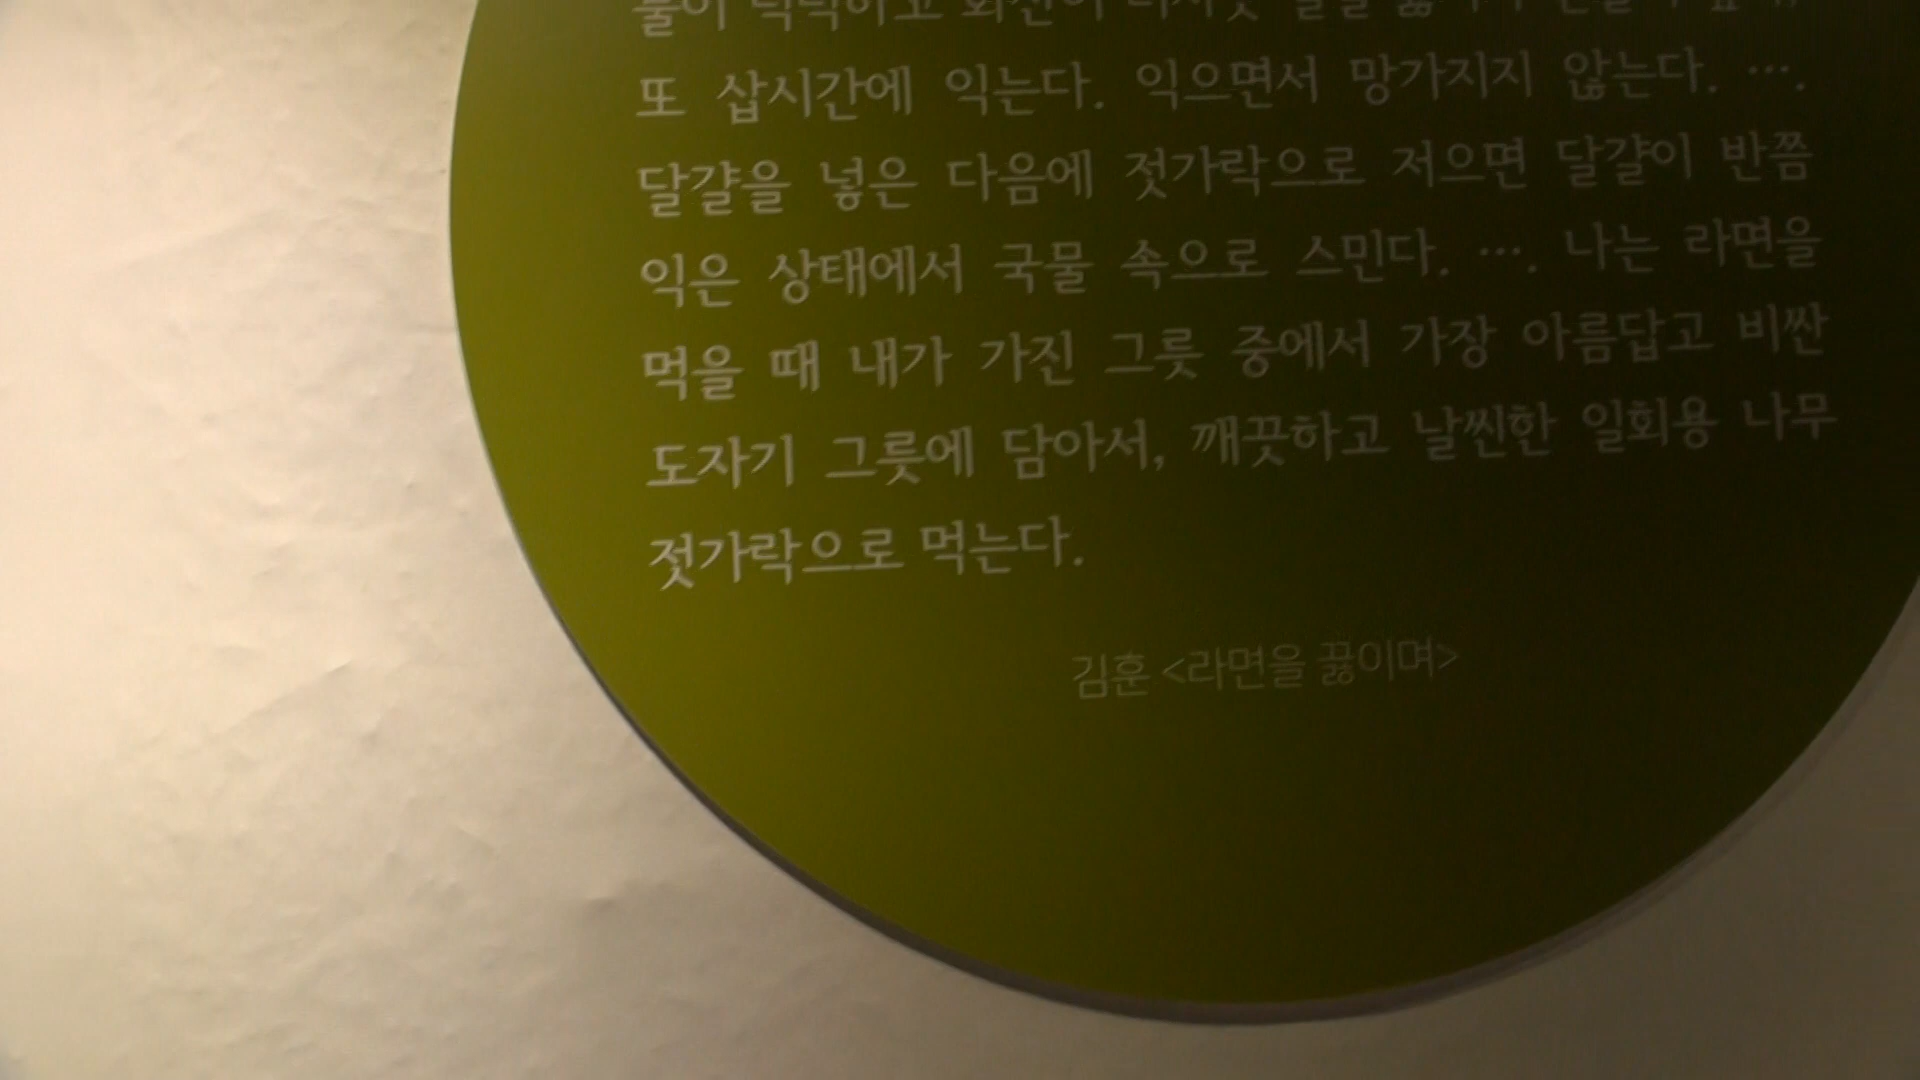 또 삽시간에 익는다. 익으면서 망가지지 않는다. ….
달걀을 넣은 다음에 젓가락으로 저으면 달걀이 반쯤
익은 상태에서 국물 속으로 스민다. …. 나는 라면을
먹을 때 내가 가진 그릇 중에서 가장 아름답고 비싼
도자기 그릇에 담아서, 깨끗하고 날씬한 일회용 나무
젓가락으로 먹는다.
김훈 <라면을 끓이며>